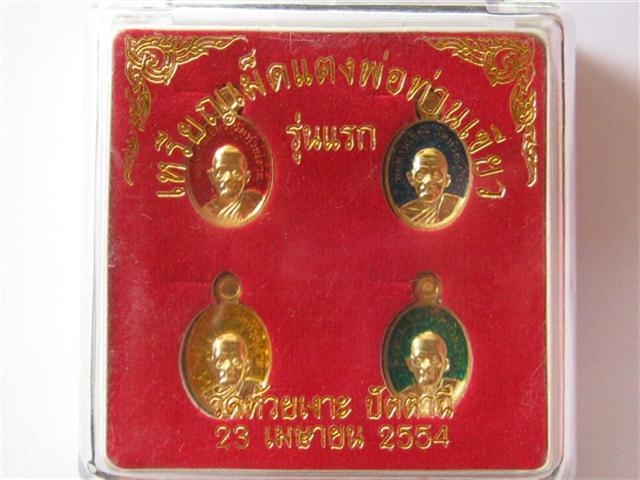 เหรียญเม็ดแตงพ่อท่านเขียว
รุ่นแรก
วัดห้วยเงาะ ปัตตานี
23 เมษายน 2554